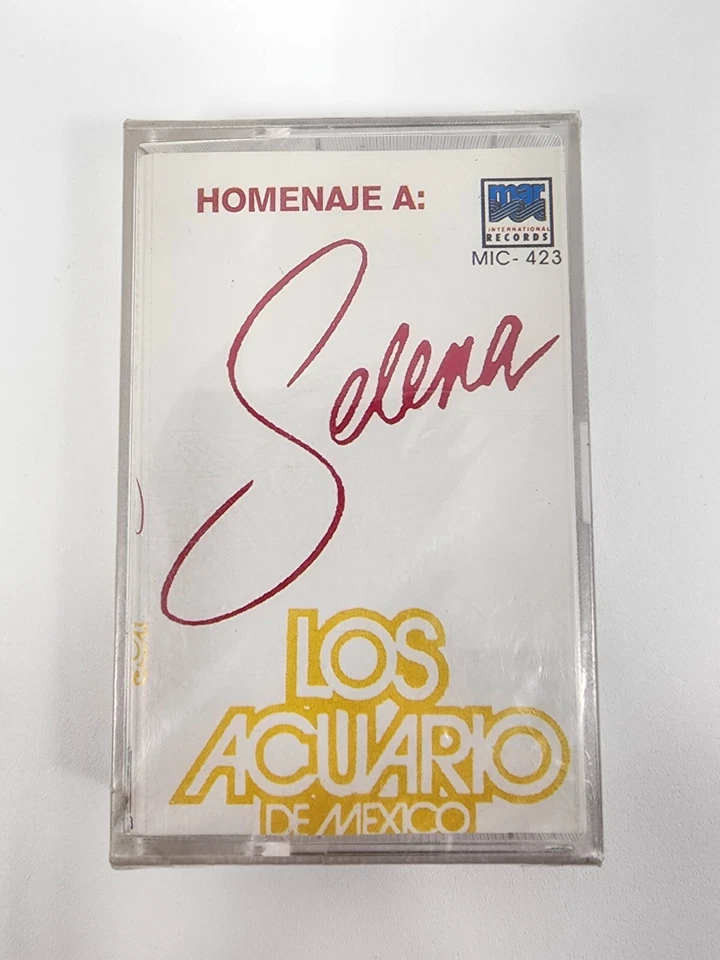 HOMENAJE A:
mar
INTERNATIONAL
RECORDS
MIC- 423
Selena
LOS
ACUARIO
DE MEXICO